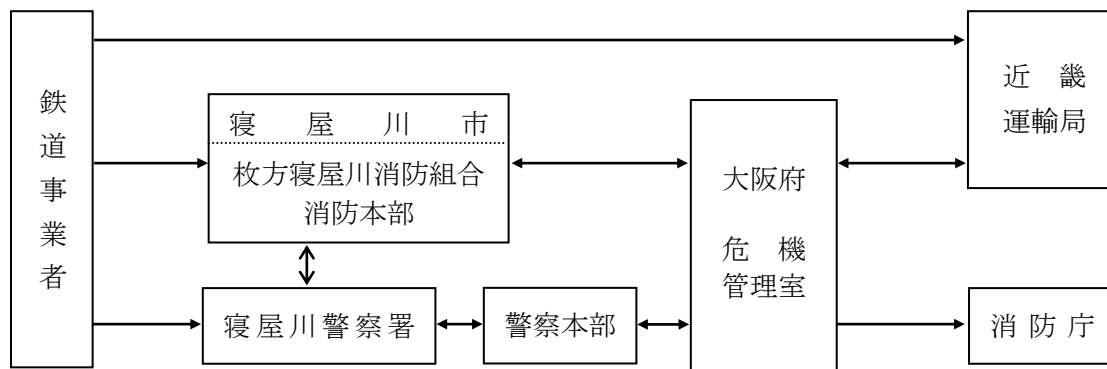 鉄道事業者
寝屋川市
枚方寝屋川消防組合
消防本部
寝屋川警察署
警察本部
大阪府
危機
管理室
近畿
運輸局
消防庁